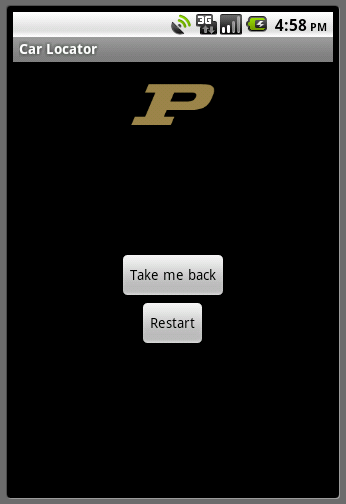 3G 4:58 PM
Car Locator
P
Take me back
Restart